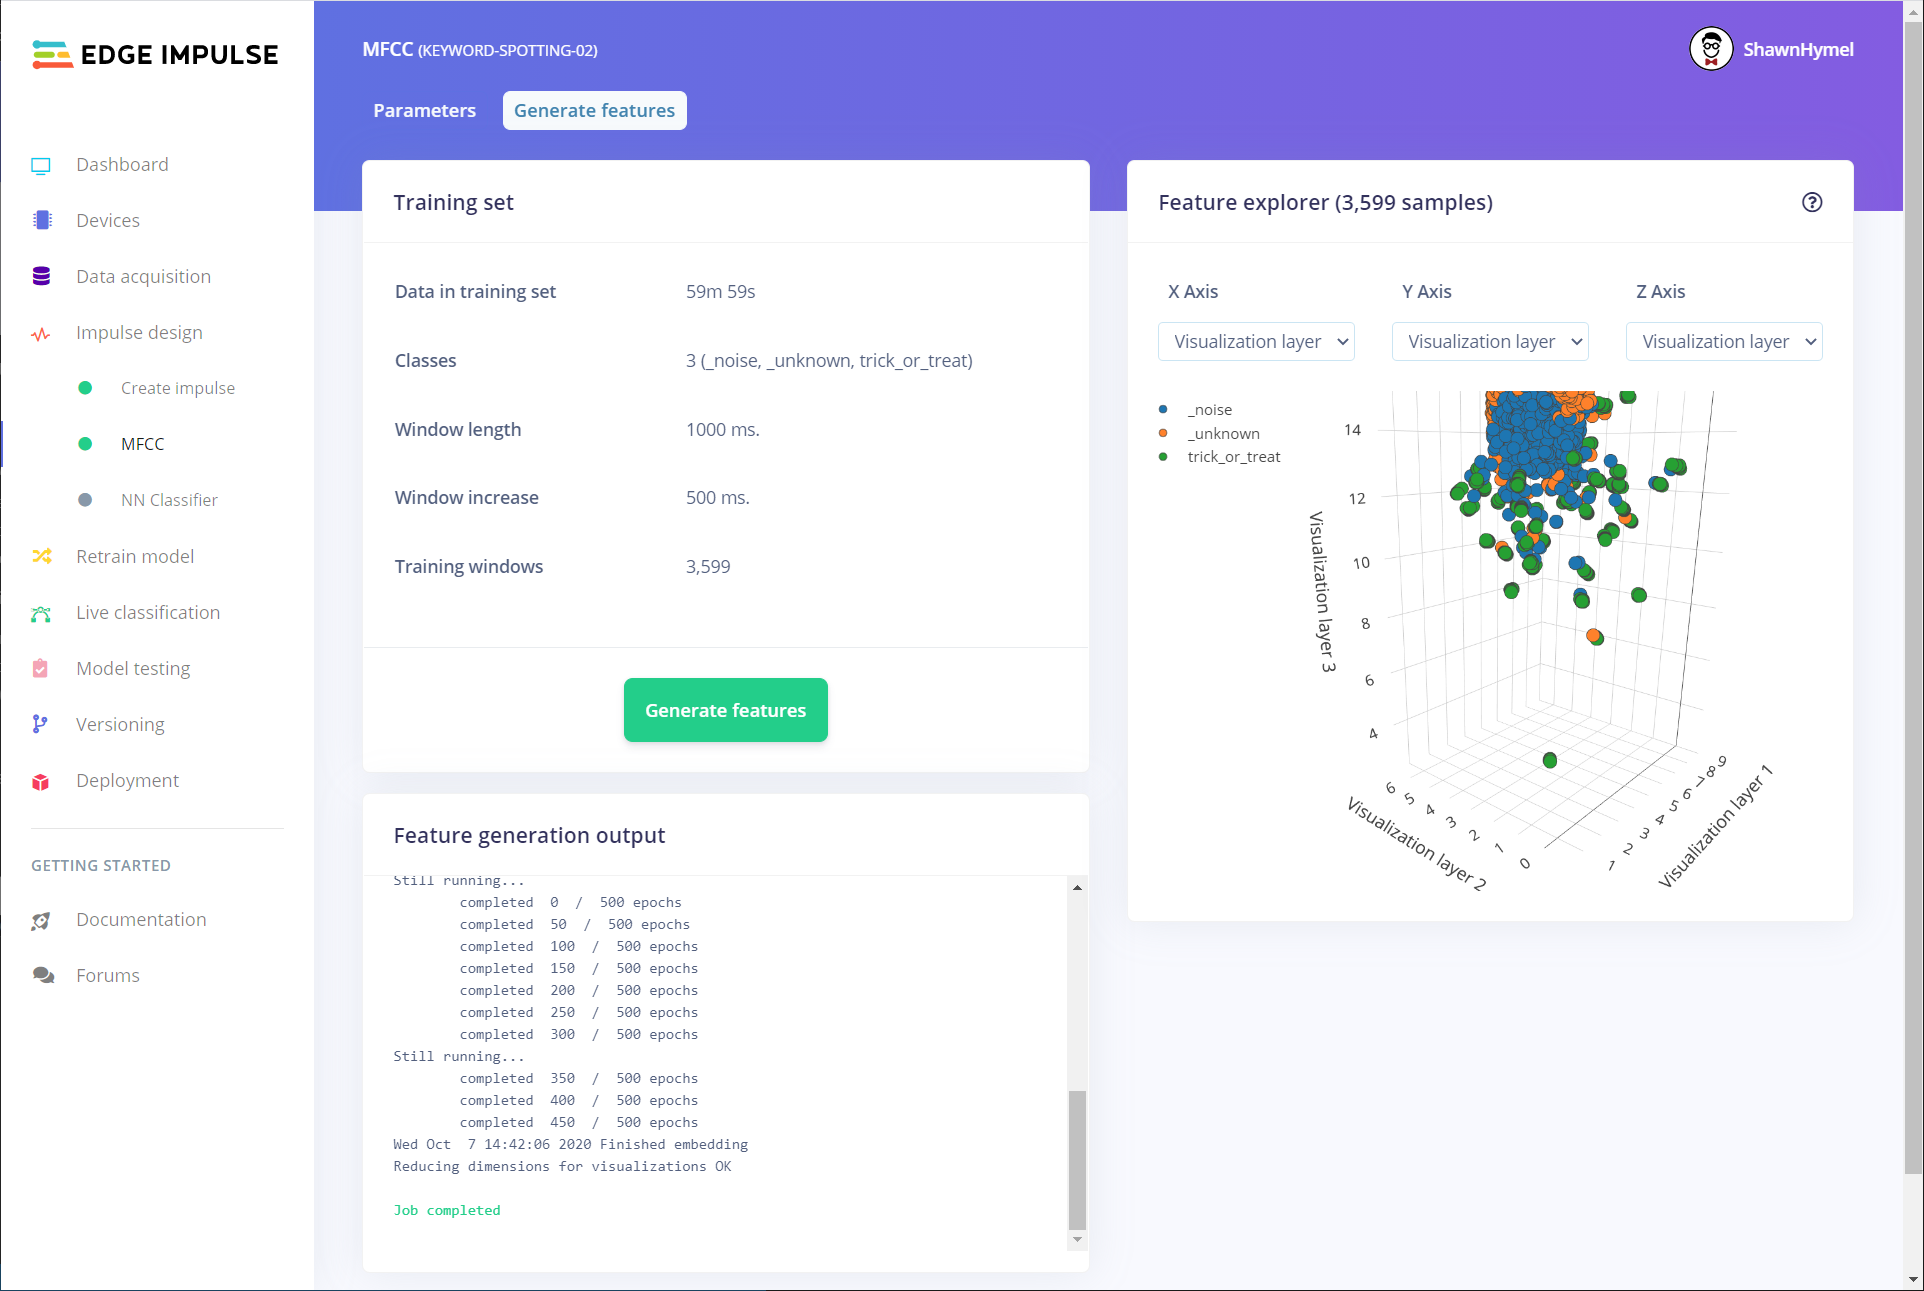 EDGE IMPULSE
Dashboard
Devices
Data acquisition
Impulse design
Create impulse
MFCC
NN Classifier
Retrain model
Live classification
Model testing
Versioning
Deployment
GETTING STARTED
Documentation
Forums
MFCC (KEYWORD-SPOTTING-02)
ShawnHymel
Parameters
Generate features
Training set
Data in training set 59m 59s
Classes 3 (_noise, _unknown, trick_or_treat)
Window length 1000 ms.
Window increase 500 ms.
Training windows 3,599
Generate features
Feature generation output
Still running...
completed 0 / 500 epochs
completed 50 / 500 epochs
completed 100 / 500 epochs
completed 150 / 500 epochs
completed 200 / 500 epochs
completed 250 / 500 epochs
completed 300 / 500 epochs
Still running...
completed 350 / 500 epochs
completed 400 / 500 epochs
completed 450 / 500 epochs
Wed Oct 7 14:42:06 2020 Finished embedding
Reducing dimensions for visualizations OK
Job completed
Feature explorer (3,599 samples)
?
X Axis Y Axis Z Axis
Visualization layer Visualization layer Visualization layer
_noise
_unknown
trick_or_treat
14
12
10
8
6
4
Visualization layer 3
6 5 4 3 2 1 0
Visualization layer 2
1 2 3 4 5 6 7 8 9
Visualization layer 1